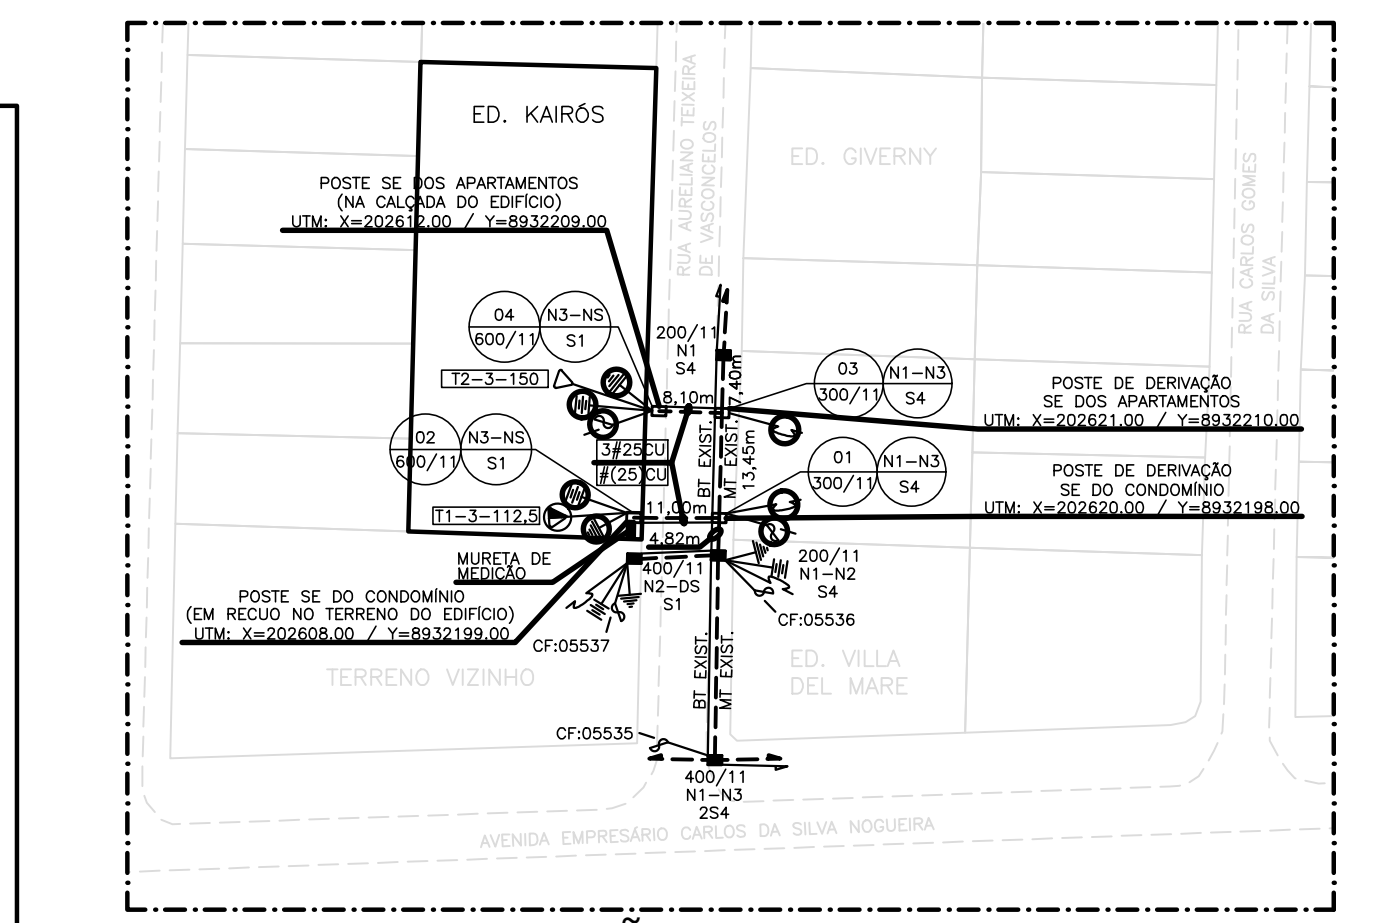 ED. KAIRÓS
RUA AURELIANO TEIXEIRA
DE VASCONCELOS
ED. GIVERNY
RUA CARLOS GOMES
DA SILVA
POSTE SE DOS APARTAMENTOS
(NA CALÇADA DO EDIFÍCIO)
UTM: X=202612.00 / Y=8932209.00
04
600/11
N3-NS
S1
200/11
N1
S4
7,40m
03
300/11
N1-N3
S4
POSTE DE DERIVAÇÃO
SE DOS APARTAMENTOS
UTM: X=202621.00 / Y=8932210.00
T2-3-150
8,10m
02
600/11
N3-NS
S1
3#25CU
#(25)CU
BT EXIST.
MT EXIST.
13,45m
01
300/11
N1-N3
S4
POSTE DE DERIVAÇÃO
SE DO CONDOMÍNIO
UTM: X=202620.00 / Y=8932198.00
T1-3-112,5
11,00m
4,82m
MURETA DE
MEDIÇÃO
400/11
N2-DS
S1
200/11
N1-N2
S4
POSTE SE DO CONDOMÍNIO
(EM RECUO NO TERRENO DO EDIFÍCIO)
UTM: X=202608.00 / Y=8932199.00
CF:05537
CF:05536
TERRENO VIZINHO
BT EXIST.
MT EXIST.
ED. VILLA
DEL MARE
CF:05535
400/11
N1-N3
2S4
AVENIDA EMPRESÁRIO CARLOS DA SILVA NOGUEIRA